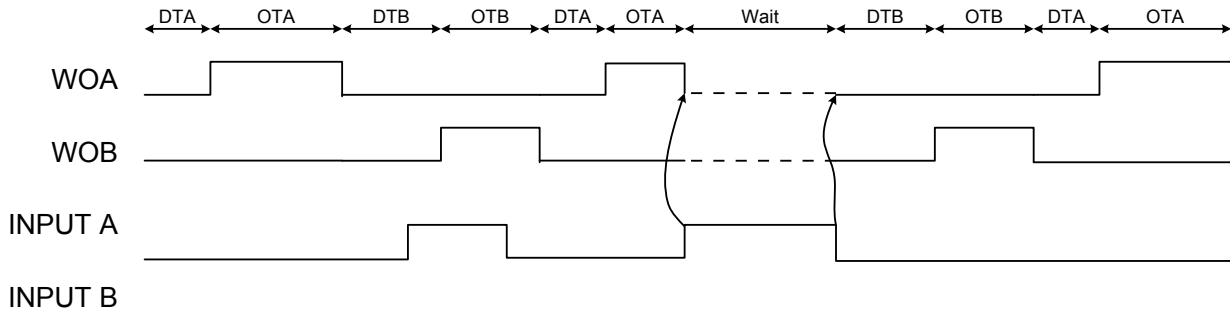 DTA OTA DTB OTB DTA OTA Wait DTB OTB DTA OTA
WOA
WOB
INPUT A
INPUT B